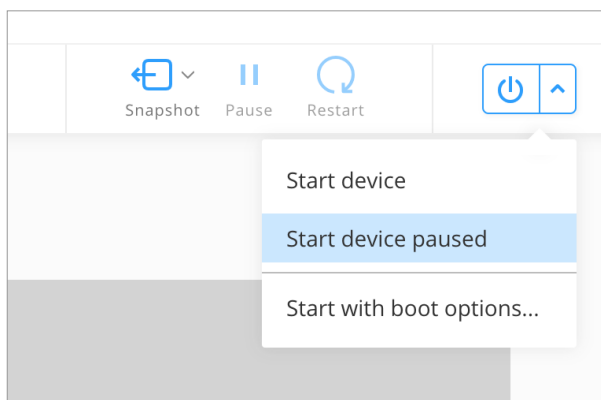 Snapshot Pause Restart
Start device
Start device paused
Start with boot options...